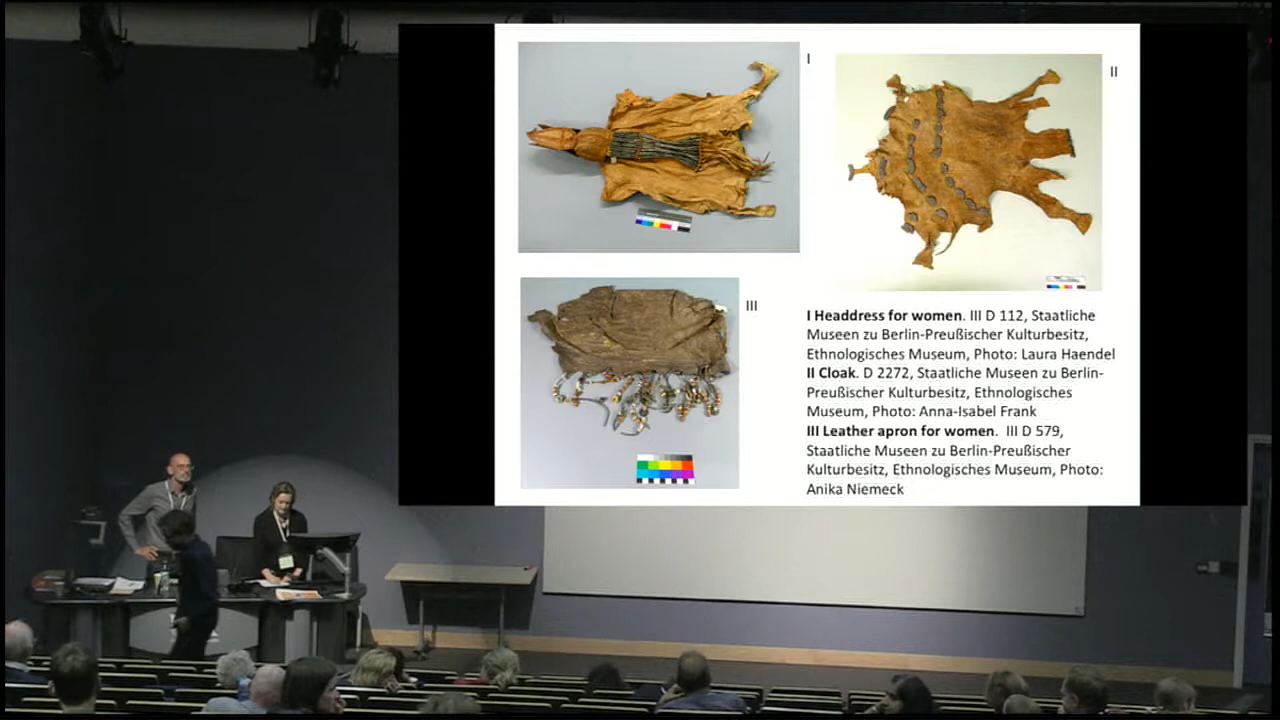 I
II
III
I Headdress for women. III D 112, Staatliche
Museen zu Berlin-Preußischer Kulturbesitz,
Ethnologisches Museum, Photo: Laura Haendel
II Cloak. D 2272, Staatliche Museen zu Berlin-
Preußischer Kulturbesitz, Ethnologisches
Museum, Photo: Anna-Isabel Frank
III Leather apron for women. III D 579,
Staatliche Museen zu Berlin-Preußischer
Kulturbesitz, Ethnologisches Museum, Photo:
Anika Niemeck